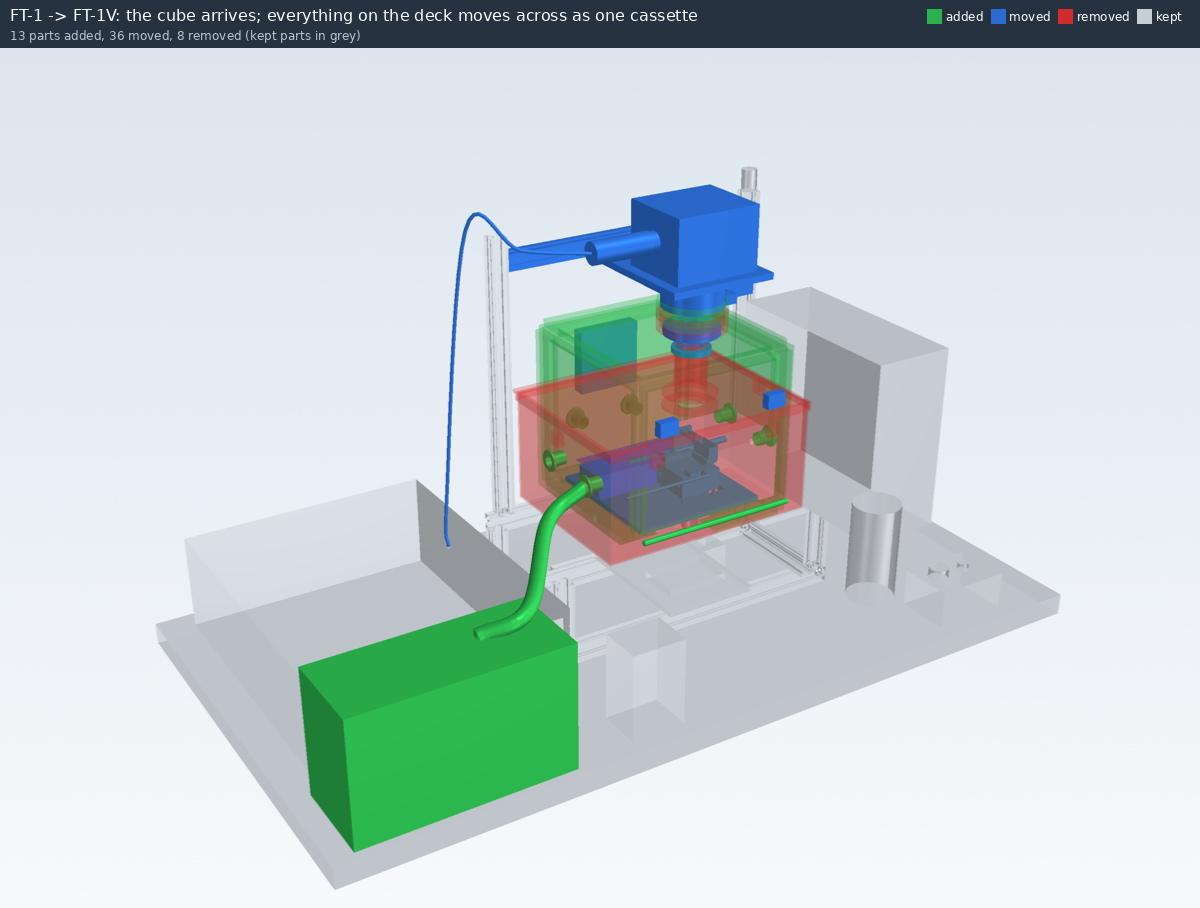 FT-1 -> FT-1V: the cube arrives; everything on the deck moves across as one cassette
13 parts added, 36 moved, 8 removed (kept parts in grey)
added moved removed kept